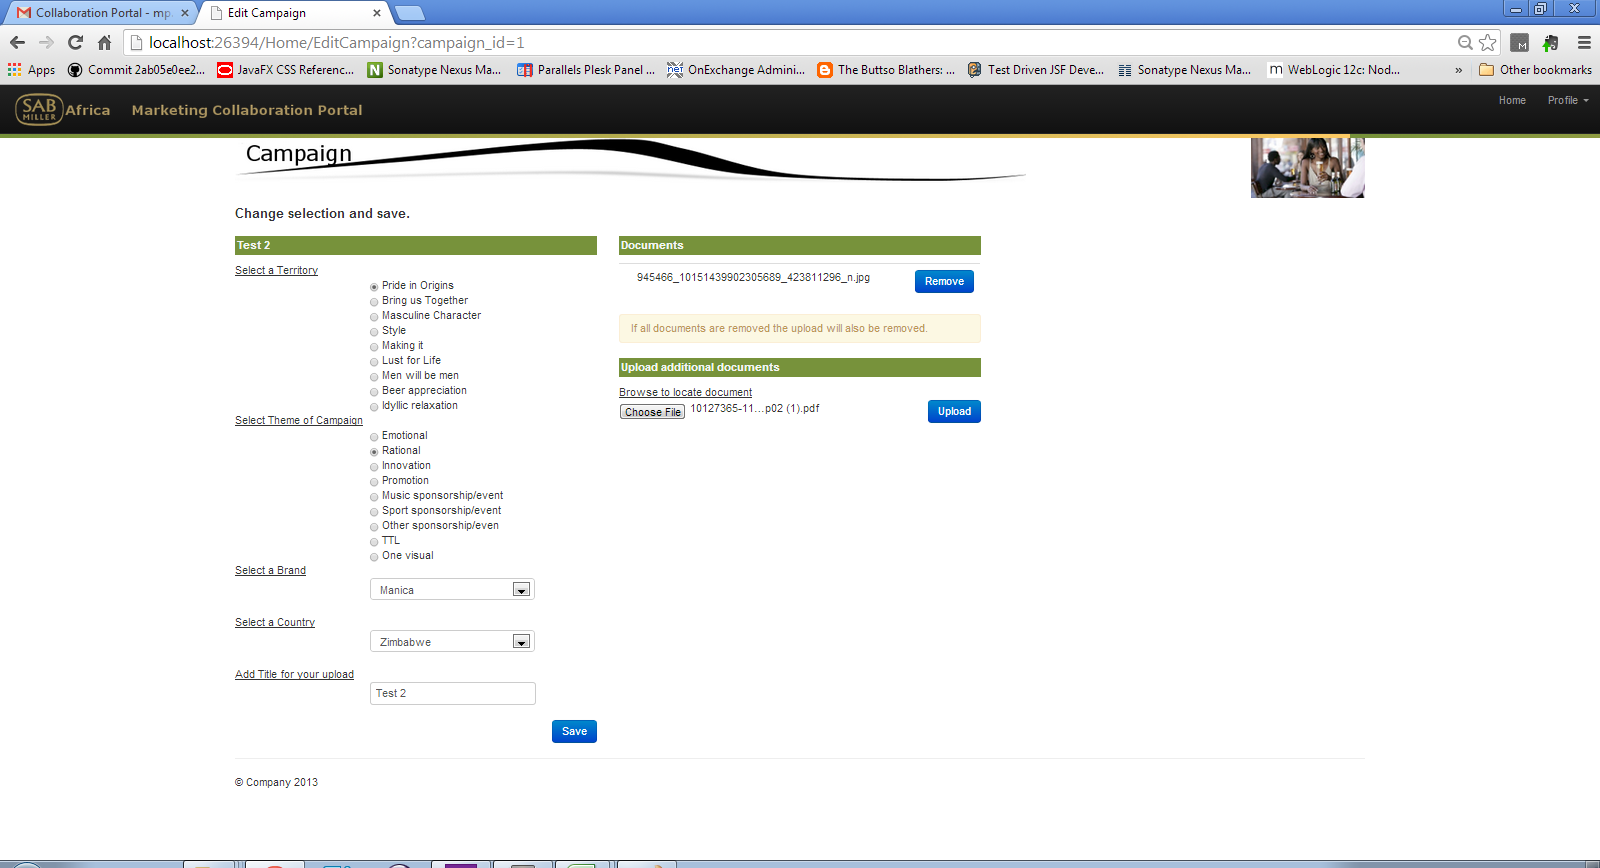 Collaboration Portal - mp
Edit Campaign
localhost:26394/Home/EditCampaign?campaign_id=1
Apps
Commit 2ab05e0ee2...
JavaFX CSS Referenc...
Sonatype Nexus Ma...
Parallels Plesk Panel ...
OnExchange Admini...
The Buttso Blathers: ...
Test Driven JSF Deve...
Sonatype Nexus Ma...
WebLogic 12c: Nod...
»
Other bookmarks
SAB MILLER Africa Marketing Collaboration Portal
Home
Profile
Campaign
Change selection and save.
Test 2
Select a Territory
Pride in Origins
Bring us Together
Masculine Character
Style
Making it
Lust for Life
Men will be men
Beer appreciation
Idyllic relaxation
Select Theme of Campaign
Emotional
Rational
Innovation
Promotion
Music sponsorship/event
Sport sponsorship/event
Other sponsorship/even
TTL
One visual
Select a Brand
Manica
Select a Country
Zimbabwe
Add Title for your upload
Test 2
Save
Documents
945466_10151439902305689_423811296_n.jpg
Remove
If all documents are removed the upload will also be removed.
Upload additional documents
Browse to locate document
Choose File 10127365-11...p02 (1).pdf
Upload
© Company 2013